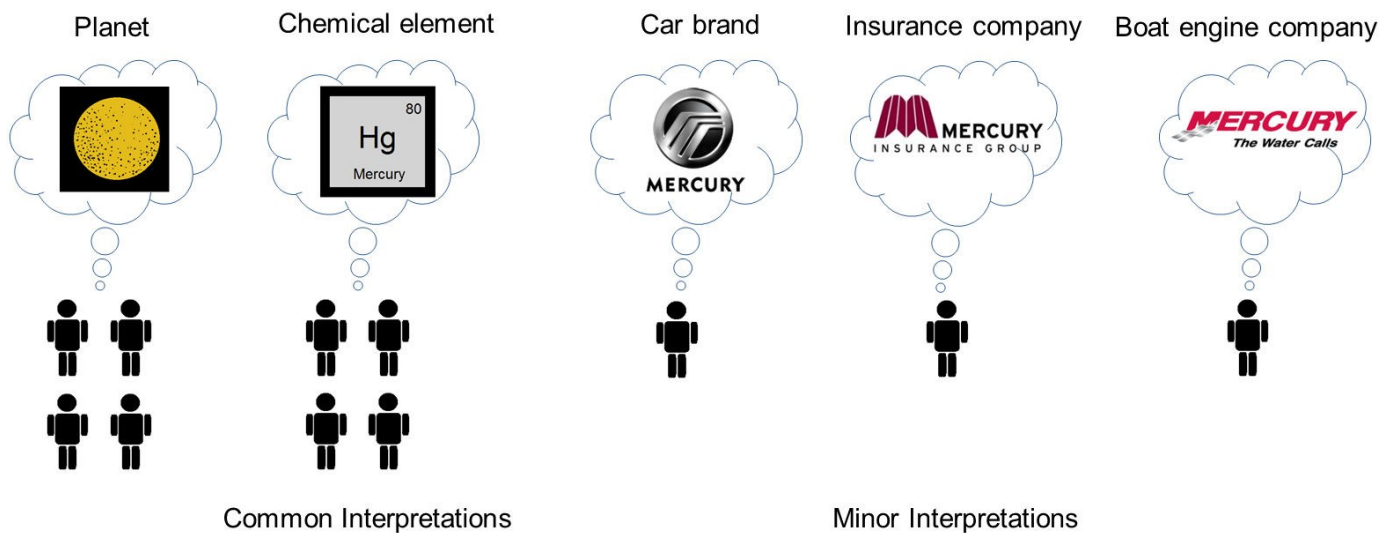 Planet
Chemical element
Car brand
Insurance company
Boat engine company
80
Hg
Mercury
MERCURY
MERCURY
INSURANCE GROUP
MERCURY
The Water Calls
Common Interpretations
Minor Interpretations